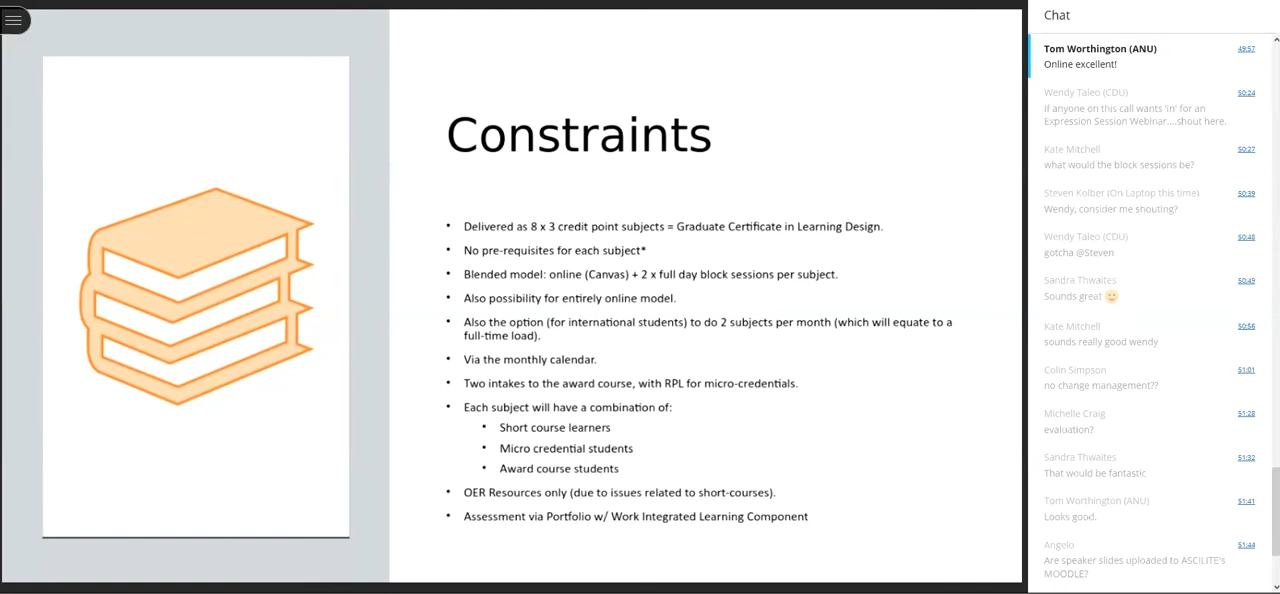 Constraints
• Delivered as 8 x 3 credit point subjects = Graduate Certificate in Learning Design.
• No pre-requisites for each subject*
• Blended model: online (Canvas) + 2 x full day block sessions per subject.
• Also possibility for entirely online model.
• Also the option (for international students) to do 2 subjects per month (which will equate to a
full-time load).
• Via the monthly calendar.
• Two intakes to the award course, with RPL for micro-credentials.
• Each subject will have a combination of:
• Short course learners
• Micro credential students
• Award course students
• OER Resources only (due to issues related to short-courses).
• Assessment via Portfolio w/ Work Integrated Learning Component
Chat
Tom Worthington (ANU) 49:57
Online excellent!
Wendy Taleo (CDU) 50:24
If anyone on this call wants 'in' for an
Expression Session Webinar....shout here.
Kate Mitchell 50:27
what would the block sessions be?
Steven Kolber (On Laptop this time) 50:39
Wendy, consider me shouting?
Wendy Taleo (CDU) 50:48
gotcha @Steven
Sandra Thwaites 50:49
Sounds great 🙂
Kate Mitchell 50:56
sounds really good wendy
Colin Simpson 51:01
no change management??
Michelle Craig 51:28
evaluation?
Sandra Thwaites 51:32
That would be fantastic
Tom Worthington (ANU) 51:41
Looks good.
Angelo 51:44
Are speaker slides uploaded to ASCILITE's
MOODLE?